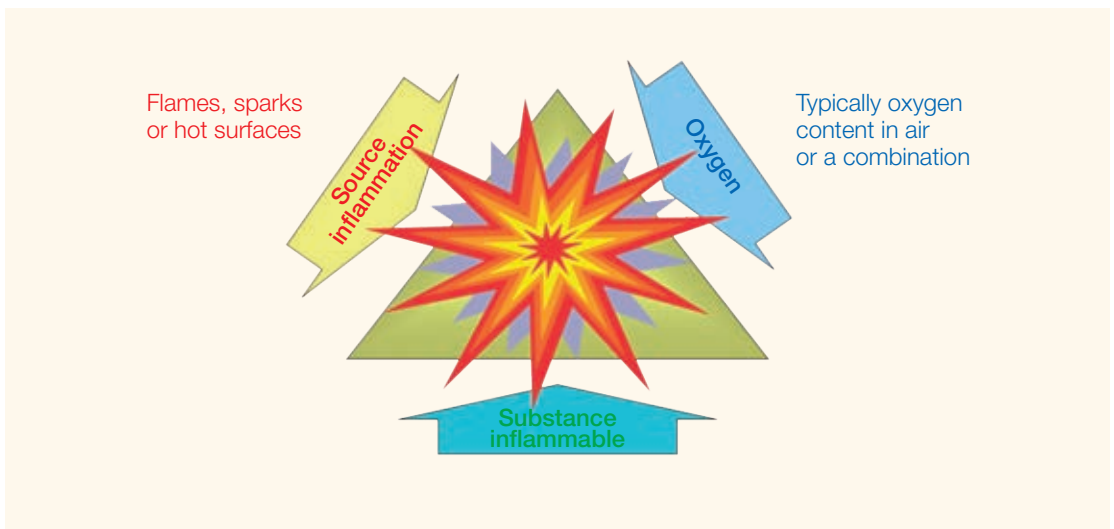 Flames, sparks
or hot surfaces
Source
inflammation
Oxygen
Typically oxygen
content in air
or a combination
Substance
inflammable